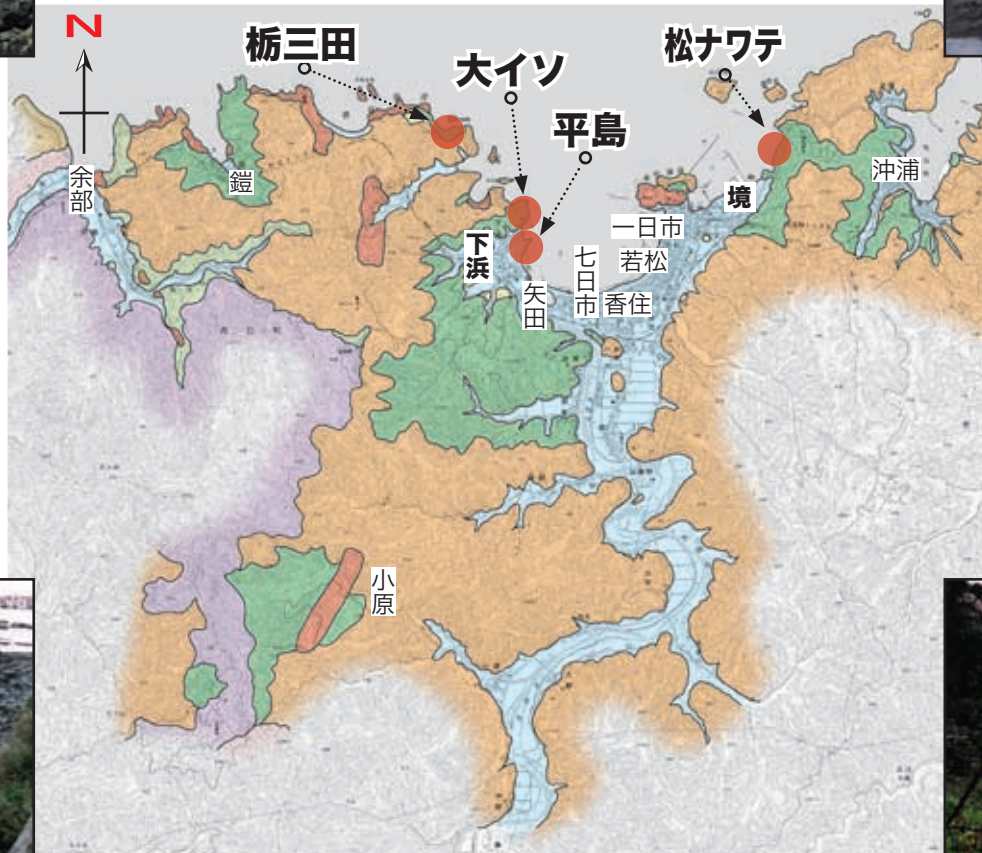 N
栃三田
大イソ
松ナワテ
平島
余部
鎧
沖浦
境
一日市
下浜
七日市
若松
矢田
香住
小原